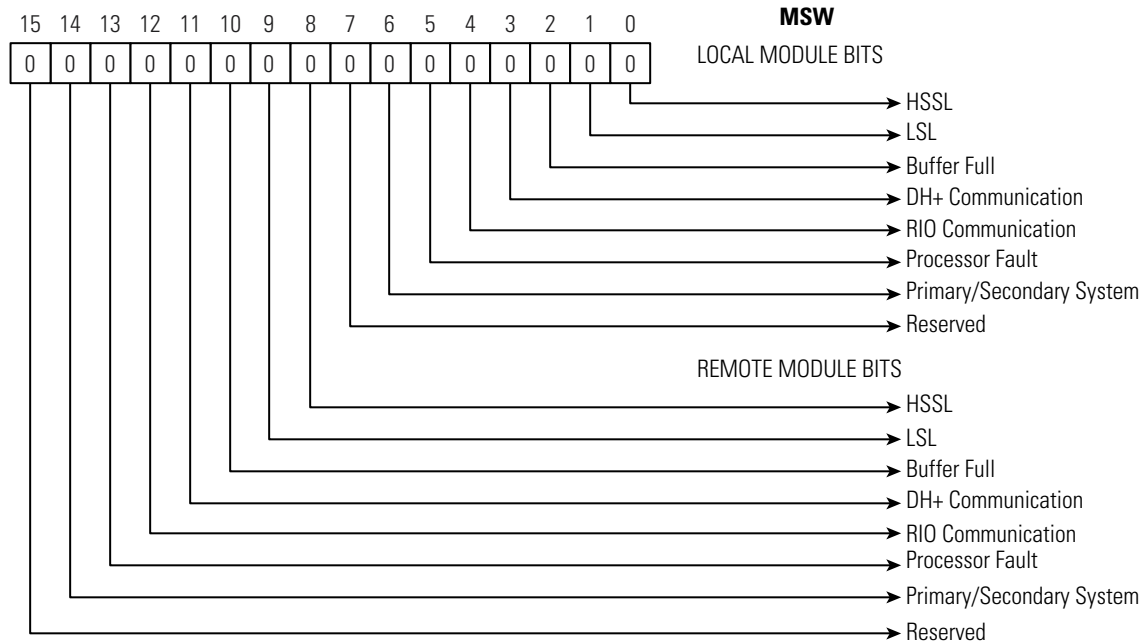 MSW
15 14 13 12 11 10 9 8 7 6 5 4 3 2 1 0
LOCAL MODULE BITS
0 0 0 0 0 0 0 0 0 0 0 0 0 0 0 0
HSSL
LSL
Buffer Full
DH+ Communication
RIO Communication
Processor Fault
Primary/Secondary System
Reserved
REMOTE MODULE BITS
HSSL
LSL
Buffer Full
DH+ Communication
RIO Communication
Processor Fault
Primary/Secondary System
Reserved